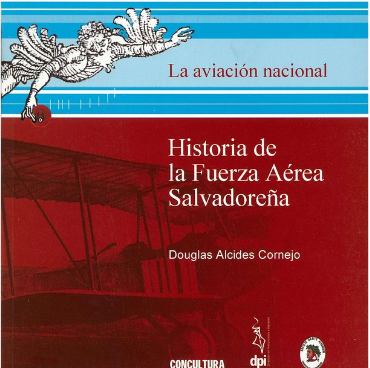 La aviación nacional
Historia de
la Fuerza Aérea
Salvadoreña
Douglas Alcides Cornejo
CONCULTURA
dpi